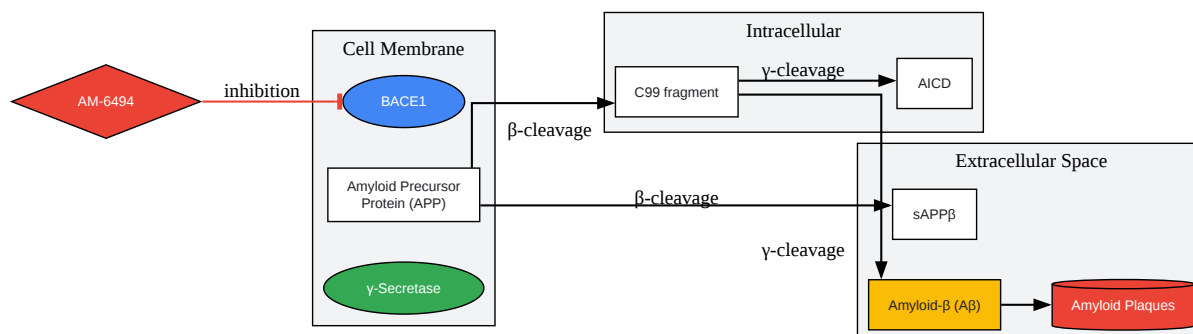 Cell Membrane
Intracellular
AM-6494
inhibition
BACE1
β-cleavage
C99 fragment
γ-cleavage
AICD
Amyloid Precursor
Protein (APP)
β-cleavage
Extracellular Space
sAPPβ
γ-cleavage
γ-Secretase
Amyloid-β (Aβ)
Amyloid Plaques